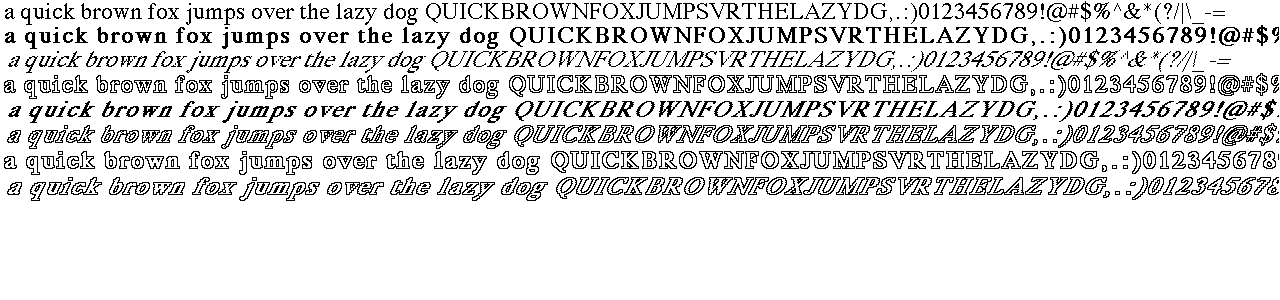 a quick brown fox jumps over the lazy dog QUICKBROWNFOXJUMPSVRTHELAZYDG,.:)0123456789!@#$%^&*(?/|\_-=
a quick brown fox jumps over the lazy dog QUICKBROWNFOXJUMPSVRTHELAZYDG,.:)0123456789!@#$%
a quick brown fox jumps over the lazy dog QUICKBROWNFOXJUMPSVRTHELAZYDG,.:)0123456789!@#$%^&*(?/|\_-=
a quick brown fox jumps over the lazy dog QUICKBROWNFOXJUMPSVRTHELAZYDG,.:)0123456789!@#$%
a quick brown fox jumps over the lazy dog QUICKBROWNFOXJUMPSVRTHELAZYDG,.:)0123456789!@#$
a quick brown fox jumps over the lazy dog QUICKBROWNFOXJUMPSVRTHELAZYDG,.:)0123456789!@#$
a quick brown fox jumps over the lazy dog QUICKBROWNFOXJUMPSVRTHELAZYDG,.:)012345678
a quick brown fox jumps over the lazy dog QUICKBROWNFOXJUMPSVRTHELAZYDG,.:)012345678